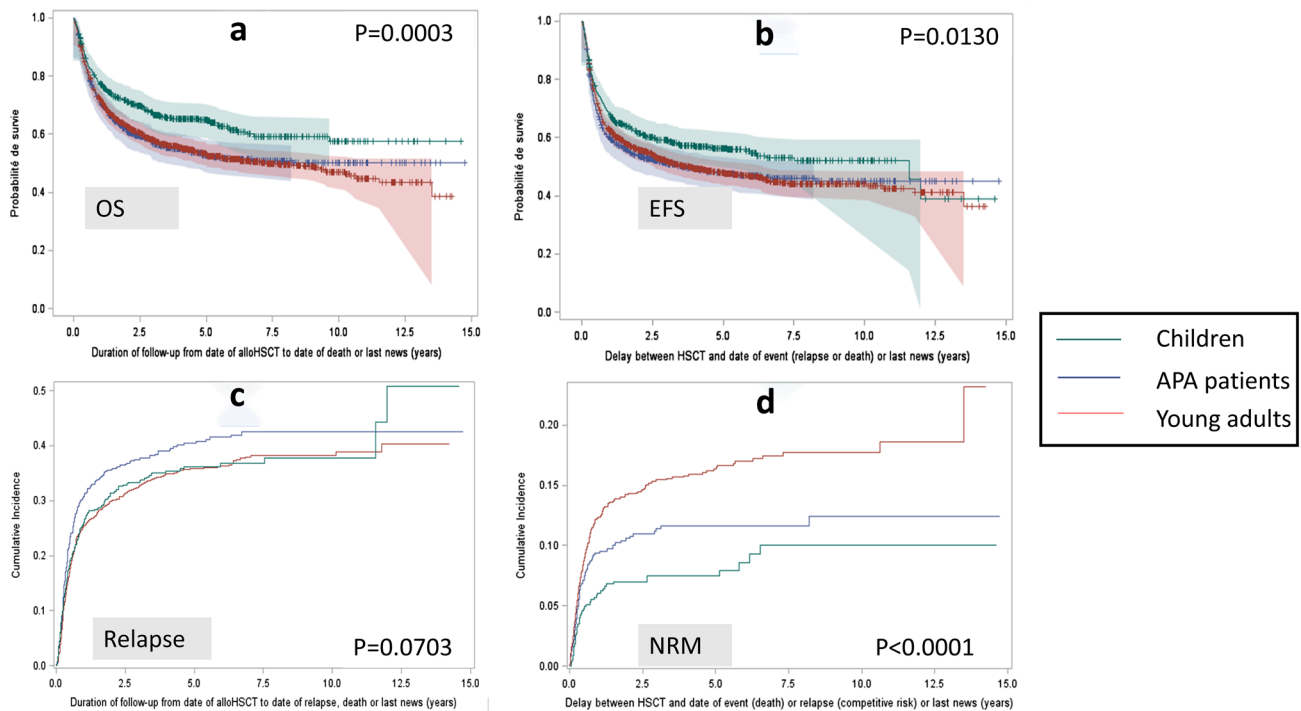 a
P=0.0003
1.0
0.8
0.6
0.4
0.2
0.0
Probabilité de survie
OS
0.0 2.5 5.0 7.5 10.0 12.5 15.0
Duration of follow-up from date of alloHSCT to date of death or last news (years)
b
P=0.0130
1.0
0.8
0.6
0.4
0.2
0.0
Probabilité de survie
EFS
0.0 2.5 5.0 7.5 10.0 12.5 15.0
Delay between HSCT and date of event (relapse or death) or last news (years)
Children
APA patients
Young adults
c
0.5
0.4
0.3
0.2
0.1
0.0
Cumulative Incidence
Relapse
P=0.0703
0.0 2.5 5.0 7.5 10.0 12.5 15.0
Duration of follow-up from date of alloHSCT to date of relapse, death or last news (years)
d
0.20
0.15
0.10
0.05
0.00
Cumulative Incidence
NRM
P<0.0001
0.0 2.5 5.0 7.5 10.0 12.5 15.0
Delay between HSCT and date of event (death) or relapse (competitive risk) or last news (years)